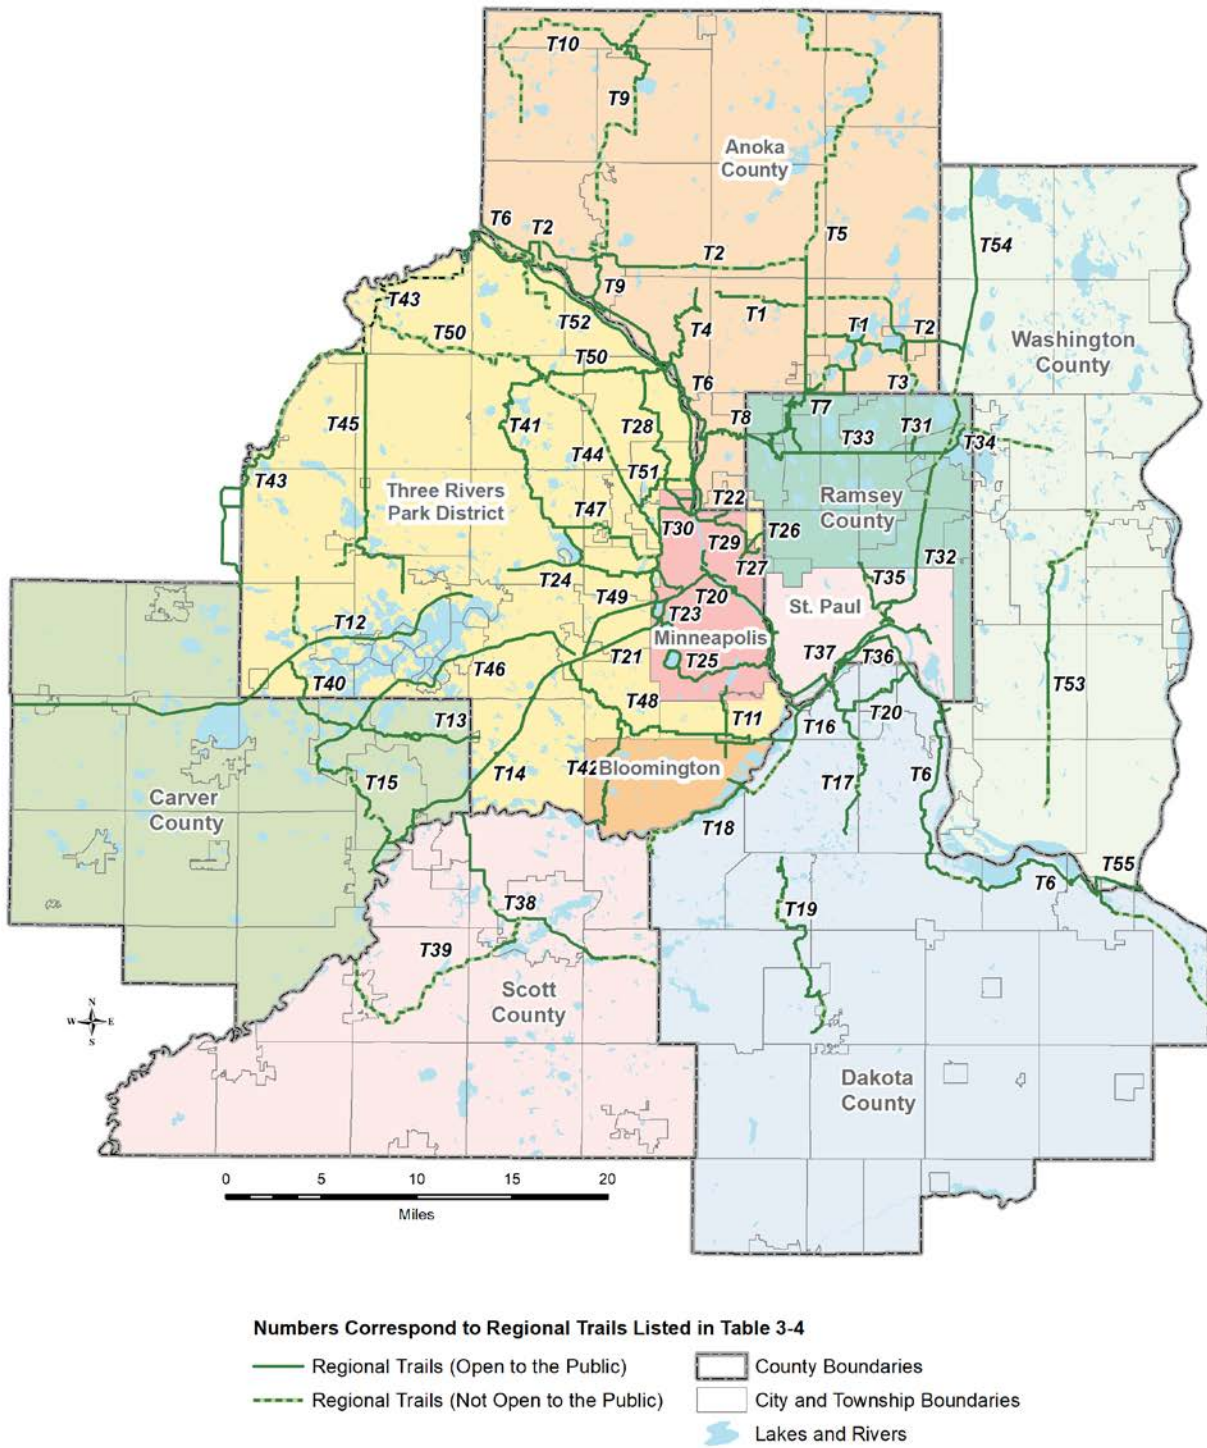 T10
T9
Anoka
County
T6
T2
T2
T5
T54
T9
T43
T52
T4
T1
T1
T2
Washington
County
T50
T50
T6
T3
T45
T41
T28
T8
T7
T33
T31
T34
T44
T43
T51
Three Rivers
Park District
T47
T22
Ramsey
County
T30
T29
T26
T27
T32
T24
T49
T20
T35
T12
T23
St. Paul
Minneapolis
T25
T37
T36
T21
T46
T40
T53
T48
T11
T13
T16
T20
T14
T42
Bloomington
T17
T6
T15
Carver
County
T18
T55
T6
T38
T19
T39
Scott
County
N
W E
S
Dakota
County
0 5 10 15 20
Miles
Numbers Correspond to Regional Trails Listed in Table 3-4
Regional Trails (Open to the Public)
County Boundaries
Regional Trails (Not Open to the Public)
City and Township Boundaries
Lakes and Rivers